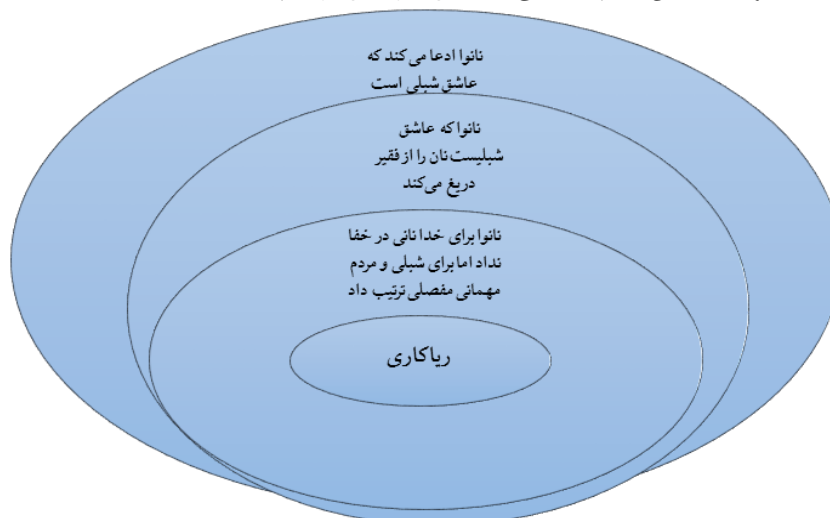 نانوا ادعا می‌کند که
عاشق شبلی است
نانوا که عاشق
شبلیست نان را از فقیر
دریغ می‌کند
نانوا برای خدا نانی در خفا
نداد اما برای شبلی و مردم
مهمانی مفصلی ترتیب داد
ریاکاری